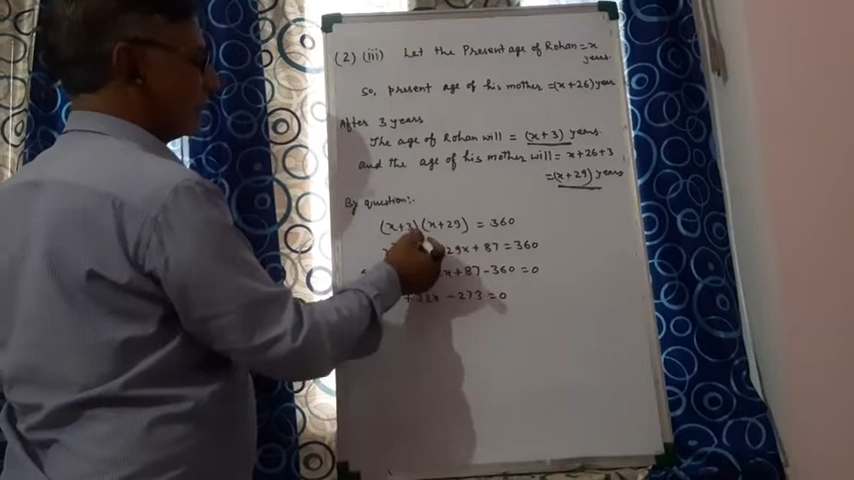 (2) (iii) Let the Present age of Rohan = x
years.
So, present age of his mother = (x+26) year
After 3 years
The age of Rohan will = (x+3) years.
and the age of his mother will = x+26+3
= (x+29) years
By question:-
(x+3)(x+29) = 360
29x + 87 = 360
x + 87 - 360 = 0
+ 32x - 273 = 0